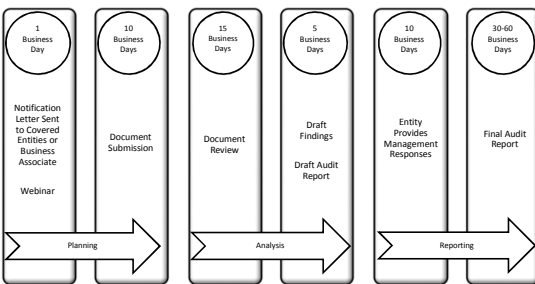 1
Business
Day
Notification
Letter Sent
to Covered
Entities or
Business
Associate
Webinar
10
Business
Days
Document
Submission
Planning
15
Business
Days
Document
Review
5
Business
Days
Draft
Findings
Draft Audit
Report
Analysis
10
Business
Days
Entity
Provides
Management
Responses
30-60
Business
Days
Final Audit
Report
Reporting